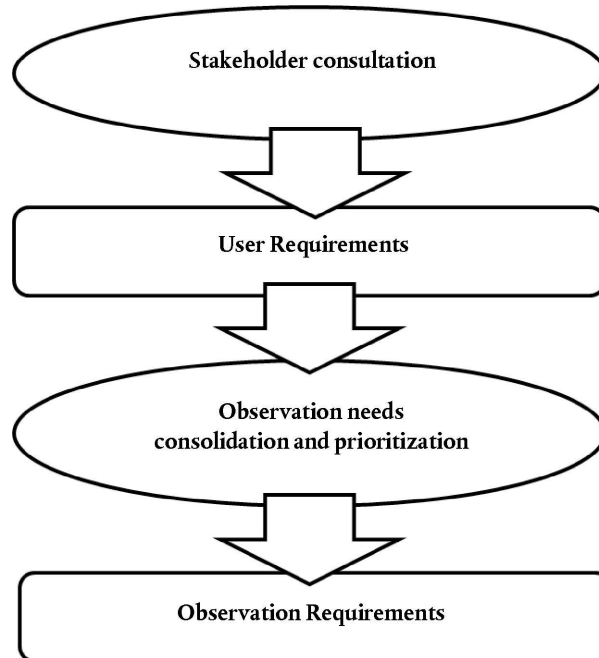 Stakeholder consultation
User Requirements
Observation needs
consolidation and prioritization
Observation Requirements